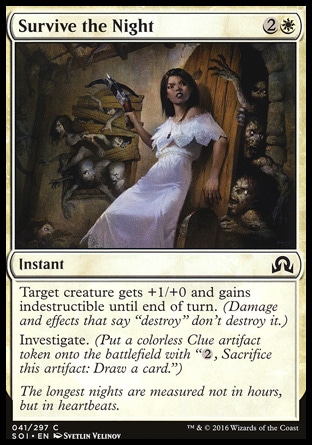 Survive the Night 2
Instant
Target creature gets +1/+0 and gains
indestructible until end of turn. (Damage
and effects that say “destroy” don’t destroy it.)
Investigate. (Put a colorless Clue artifact
token onto the battlefield with “2,
Sacrifice
this artifact: Draw a card.”)
The longest nights are measured not in hours,
but in heartbeats.
041/297 C
SOI • EN SVETLIN VELINOV
™ & © 2016 Wizards of the Coast